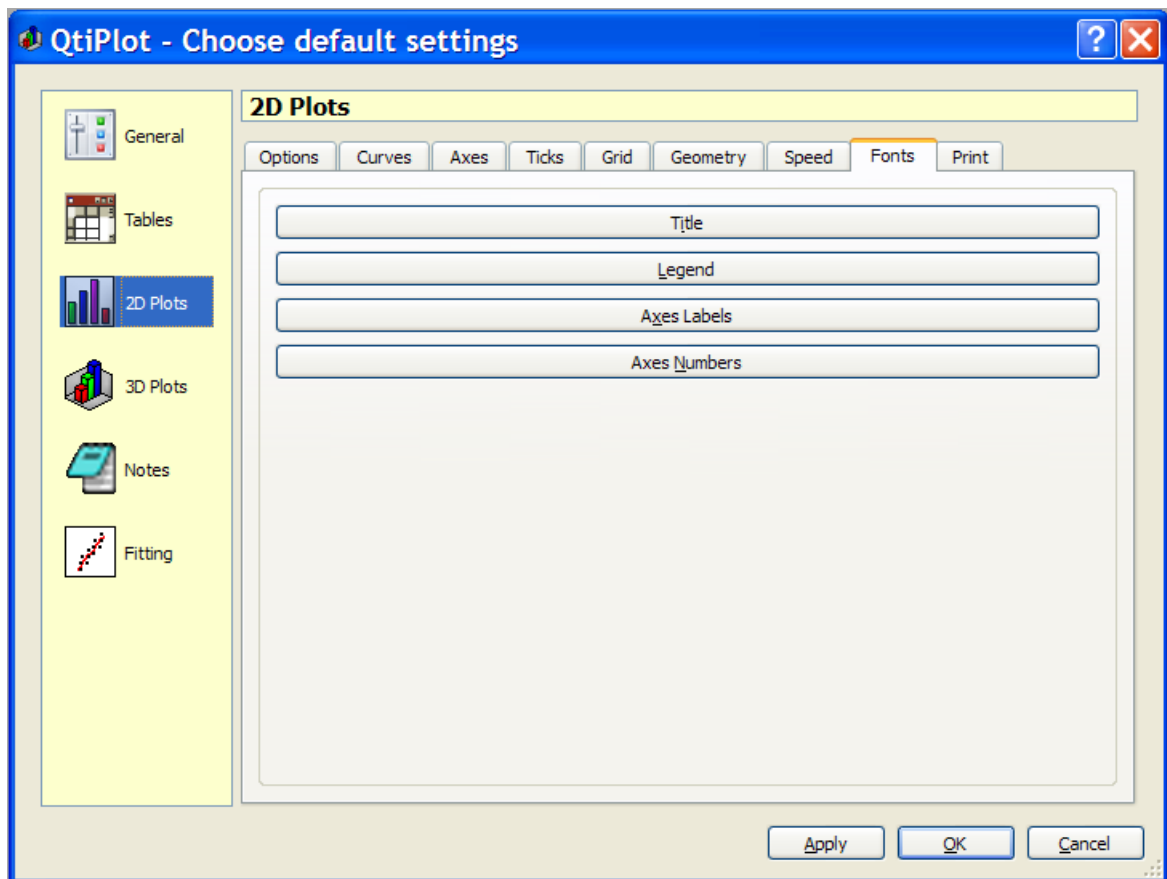 QtiPlot - Choose default settings
General
Tables
2D Plots
3D Plots
Notes
Fitting
2D Plots
Options Curves Axes Ticks Grid Geometry Speed Fonts Print
Title
Legend
Axes Labels
Axes Numbers
Apply OK Cancel